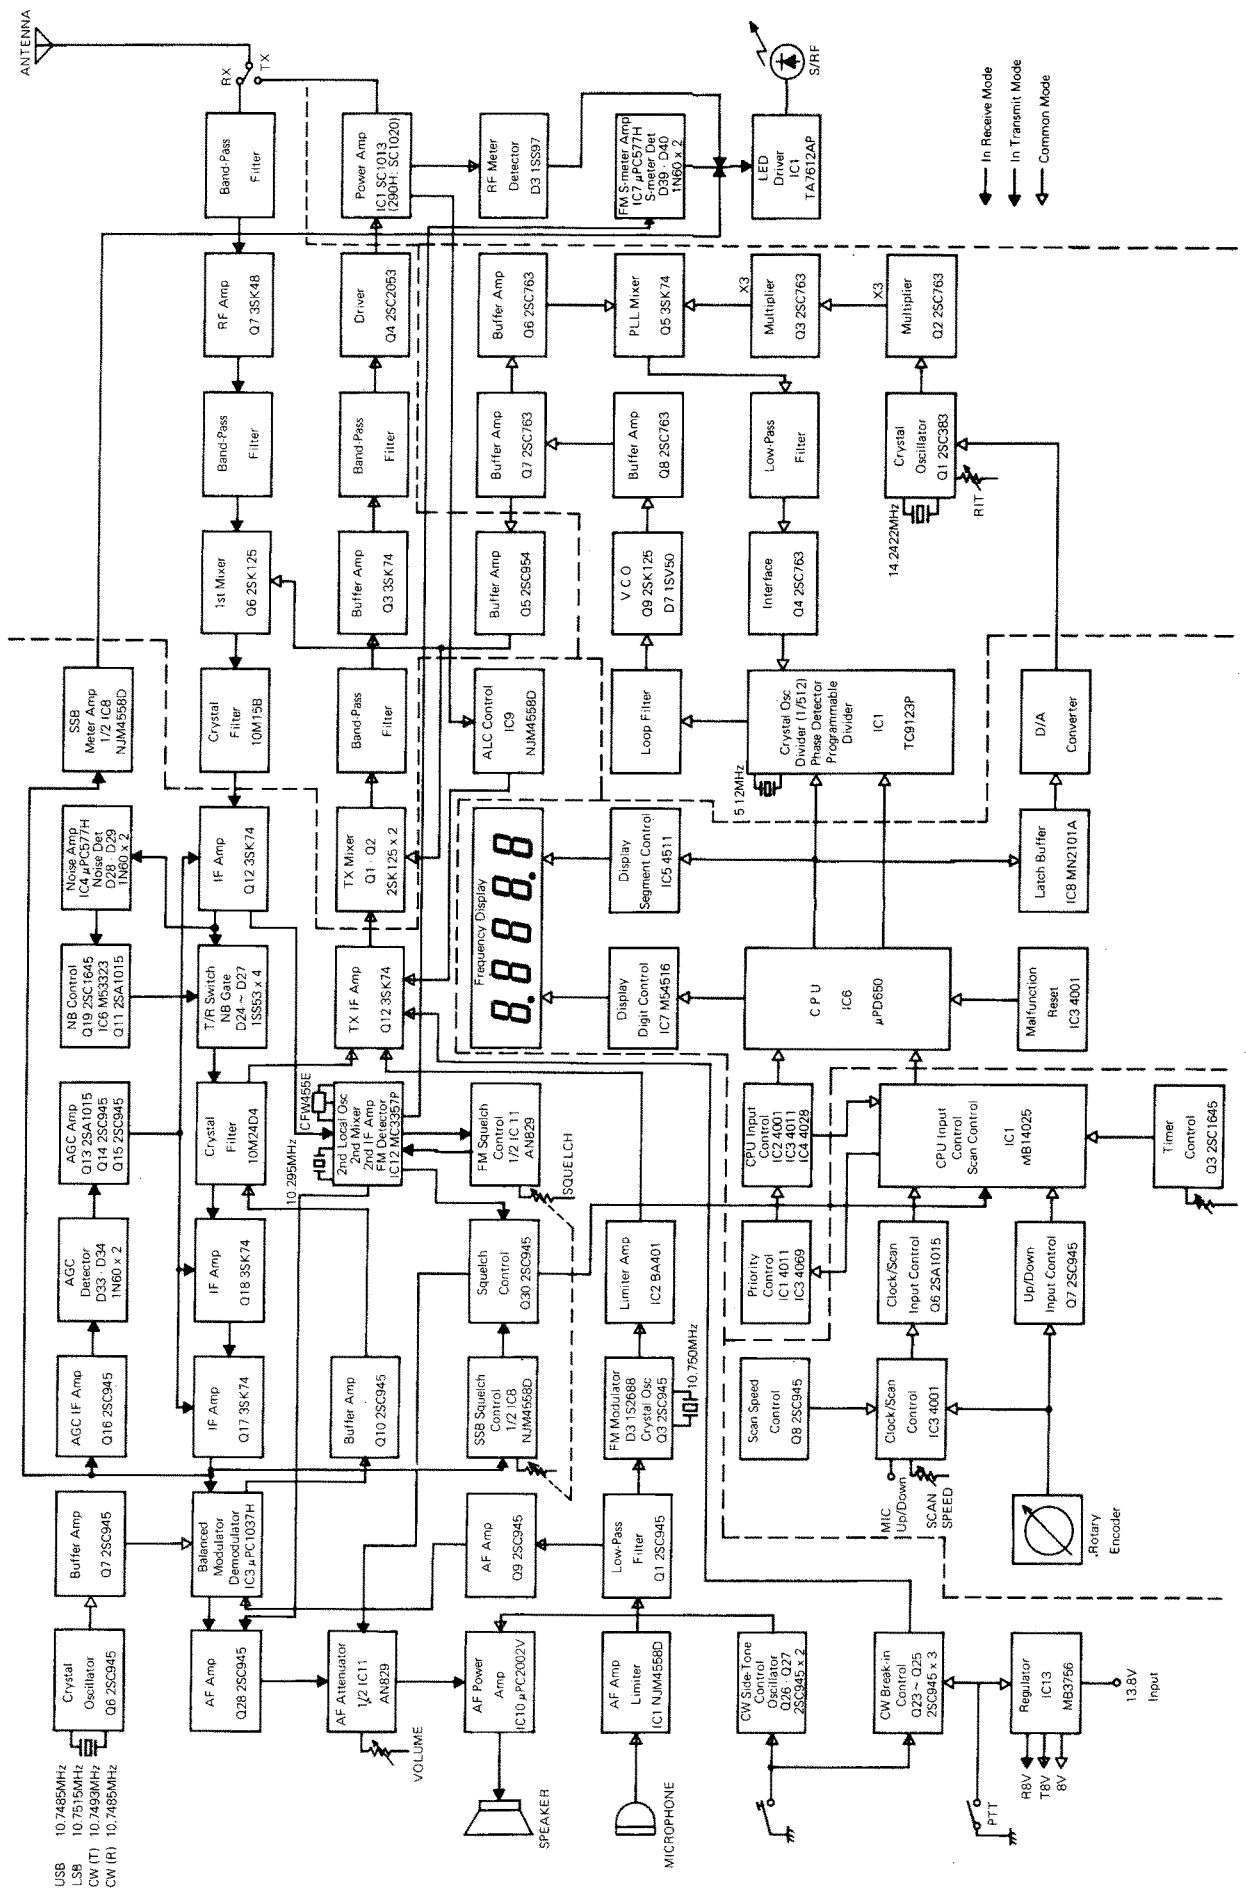 ANTENNA
RX
TX
Band-Pass
Filter
Power Amp
IC1 SC1013
(290H: SC1020)
RF Meter
Detector
D3 1SS97
FM S-meter Amp
IC7 µPC577H
S-meter Det
D39 · D40
1N60 x 2
LED
Driver
IC1
TA7612AP
S/RF
In Receive Mode
In Transmit Mode
Common Mode
RF Amp
Q7 3SK48
Driver
Q4 2SC2053
Buffer Amp
Q6 2SC763
PLL Mixer
Q5 3SK74
X3
Multiplier
Q3 2SC763
X3
Multiplier
Q2 2SC763
Band-Pass
Filter
Band-Pass
Filter
Buffer Amp
Q7 2SC763
Buffer Amp
Q8 2SC763
Low-Pass
Filter
Crystal
Oscillator
Q1 2SC383
14.2422MHz
RIT
1st Mixer
Q6 2SK125
Buffer Amp
Q3 3SK74
Buffer Amp
Q5 2SC954
V C O
Q9 2SK125
D7 1SV50
Interface
Q4 2SC763
SSB
Meter Amp
1/2 IC8
NJM4558D
Crystal
Filter
10M15B
Band-Pass
Filter
ALC Control
IC9
NJM4558D
Loop Filter
Crystal Osc
Divider (1/512)
Phase Detector
Programmable
Divider
IC1
TC9123P
5.12MHz
D/A
Converter
Noise Amp
IC4 µPC577H
Noise Det
D28 · D29
1N60 x 2
IF Amp
Q12 3SK74
TX Mixer
Q1 · Q2
2SK125 x 2
Frequency Display
8.888.8
Display
Segment Control
IC5 4511
Latch Buffer
IC8 MN2101A
NB Control
Q19 2SC1645
IC6 M53323
Q11 2SA1015
T/R Switch
NB Gate
D24 ~ D27
1SS53 x 4
TX IF Amp
Q12 3SK74
Display
Digit Control
IC7 M54516
C P U
IC6
µPD650
Malfunction
Reset
IC3 4001
AGC Amp
Q13 2SA1015
Q14 2SC945
Q15 2SC945
Crystal
Filter
10M24D4
CFW455E
10.295MHz
2nd Local Osc
2nd Mixer
2nd IF Amp
FM Detector
IC12 MC3357P
FM Squelch
Control
1/2 IC11
AN829
SQUELCH
CPU Input
Control
IC2 4001
IC3 4011
IC4 4028
CPU Input
Control
Scan Control
IC1
MB14025
Timer
Control
Q3 2SC1645
AGC
Detector
D33 · D34
1N60 x 2
IF Amp
Q18 3SK74
Squelch
Control
Q30 2SC945
Limiter Amp
IC2 BA401
Priority
Control
IC1 4011
IC3 4069
Clock/Scan
Input Control
Q6 2SA1015
Up/Down
Input Control
Q7 2SC945
AGC IF Amp
Q16 2SC945
IF Amp
Q17 3SK74
Buffer Amp
Q10 2SC945
SSB Squelch
Control
1/2 IC8
NJM4558D
FM Modulator
D3 1S2688
Crystal Osc
Q3 2SC945
10.750MHz
Scan Speed
Control
Q8 2SC945
Clock/Scan
Control
IC3 4001
MIC
Up/Down
SCAN
SPEED
Rotary
Encoder
Buffer Amp
Q7 2SC945
Balanced
Modulator
Demodulator
IC3 µPC1037H
AF Amp
Q9 2SC945
Low-Pass
Filter
Q1 2SC945
Crystal
Oscillator
Q6 2SC945
AF Amp
Q28 2SC945
AF Attenuator
1/2 IC11
AN829
VOLUME
AF Power
Amp
IC10 µPC2002V
AF Amp
Limiter
IC1 NJM4558D
CW Side-Tone
Control
Oscillator
Q26 · Q27
2SC945 x 2
CW Break-in
Control
Q23 ~ Q25
2SC945 x 3
Regulator
IC13
MB3756
13.8V
Input
R8V
T8V
8V
SPEAKER
MICROPHONE
PTT
USB 10.7485MHz
LSB 10.7515MHz
CW (T) 10.7493MHz
CW (R) 10.7485MHz